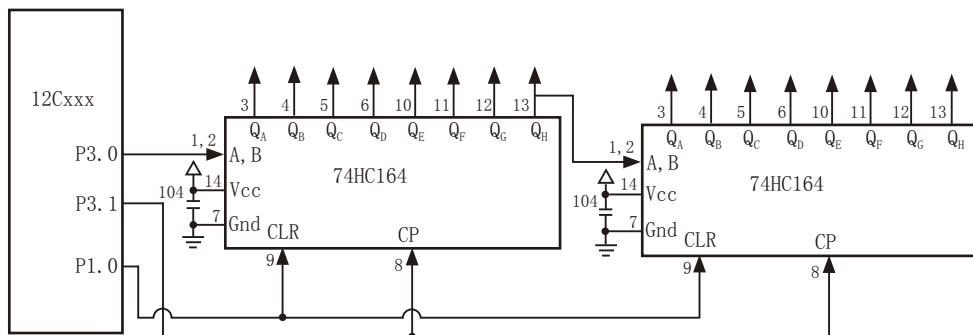 12Cxxx
P3.0
P3.1
P1.0
3 4 5 6 10 11 12 13
QA QB QC QD QE QF QG QH
1,2
A,B
74HC164
14
Vcc
104
7
Gnd
CLR
CP
9
8
3 4 5 6 10 11 12 13
QA QB QC QD QE QF QG QH
1,2
A,B
74HC164
14
Vcc
104
7
Gnd
CLR
CP
9
8